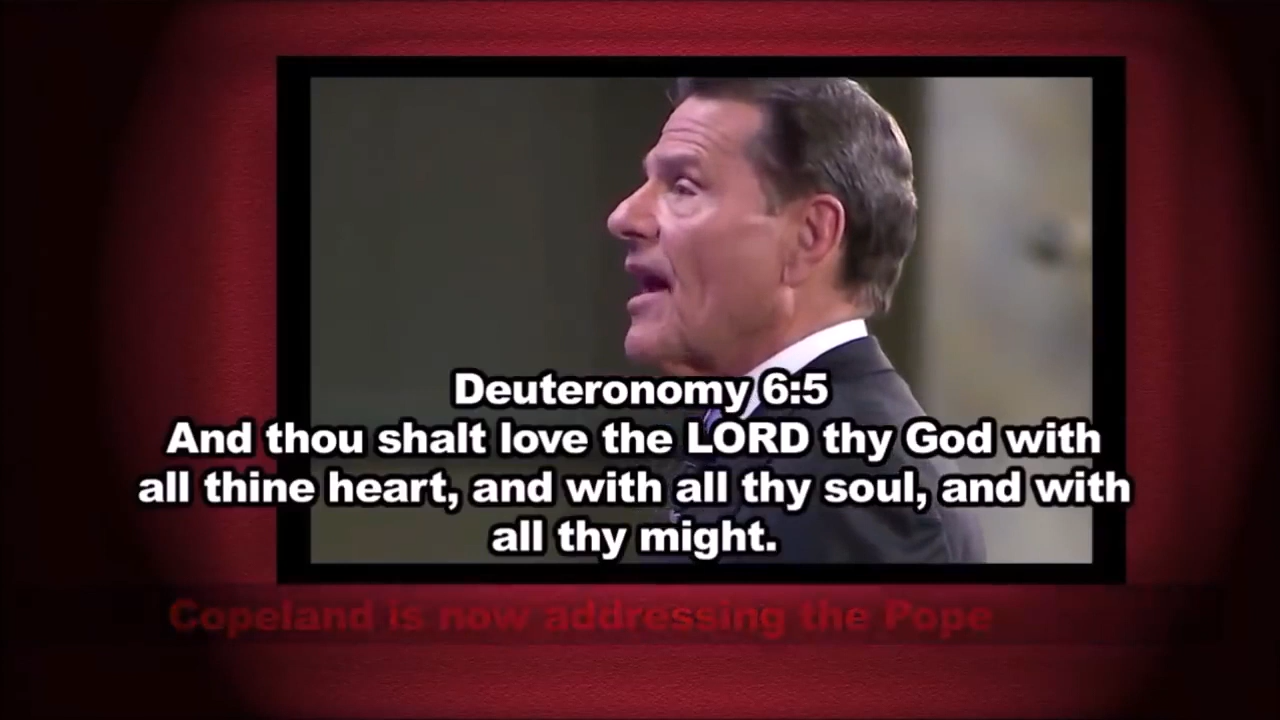 Deuteronomy 6:5
And thou shalt love the LORD thy God with
all thine heart, and with all thy soul, and with
all thy might.
Copeland is now addressing the Pope